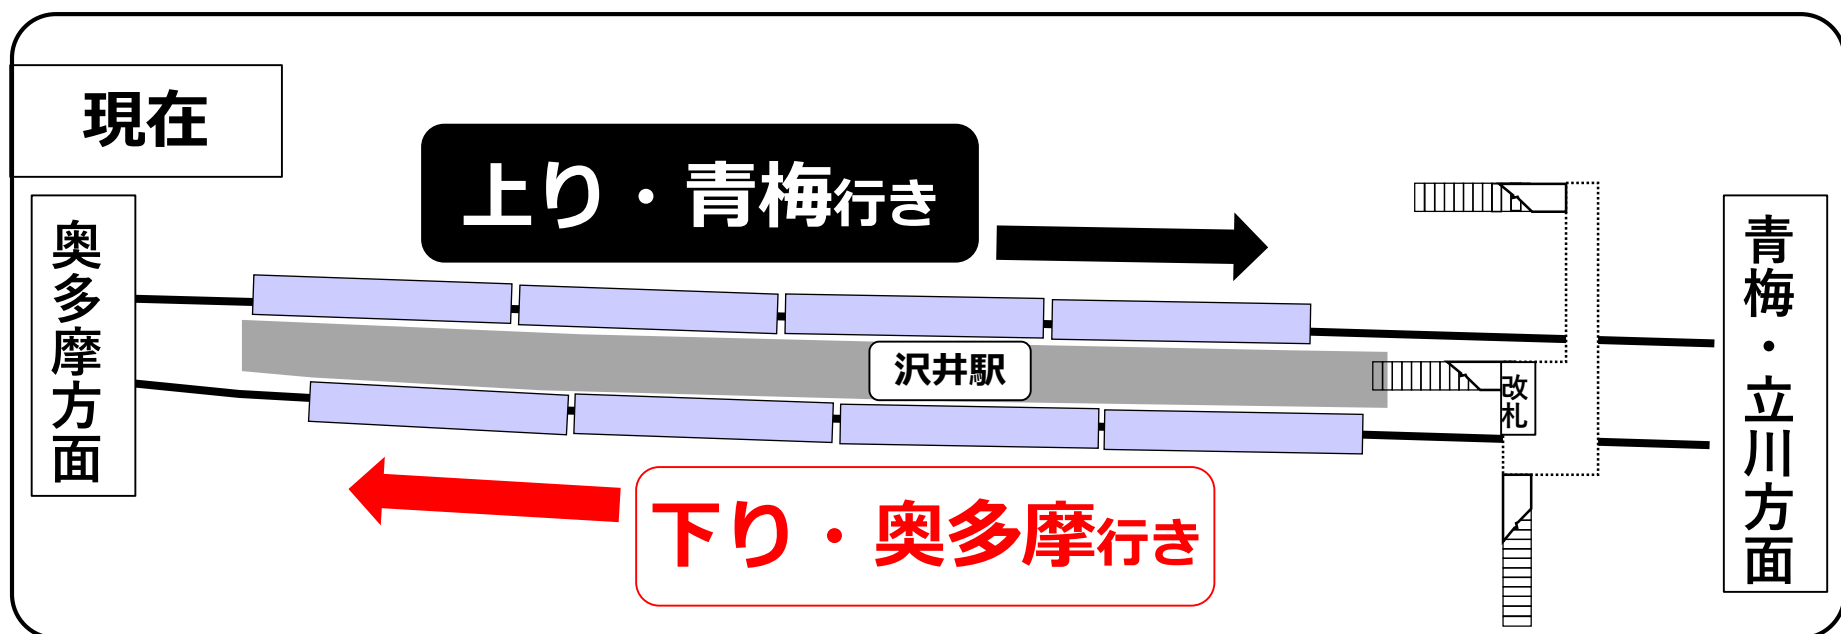 現在
上り・青梅行き
奥多摩方面
青梅・立川方面
沢井駅
改札
下り・奥多摩行き